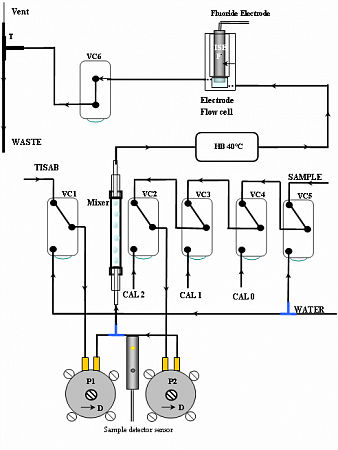 Vent
Fluoride Electrode
T
ISE
F
VC6
Electrode
Flow cell
WASTE
HB 40°C
TISAB
SAMPLE
VC1
Mixer
VC2
VC3
VC4
VC5
CAL 2
CAL 1
CAL 0
WATER
P1
D
P2
D
Sample detector sensor